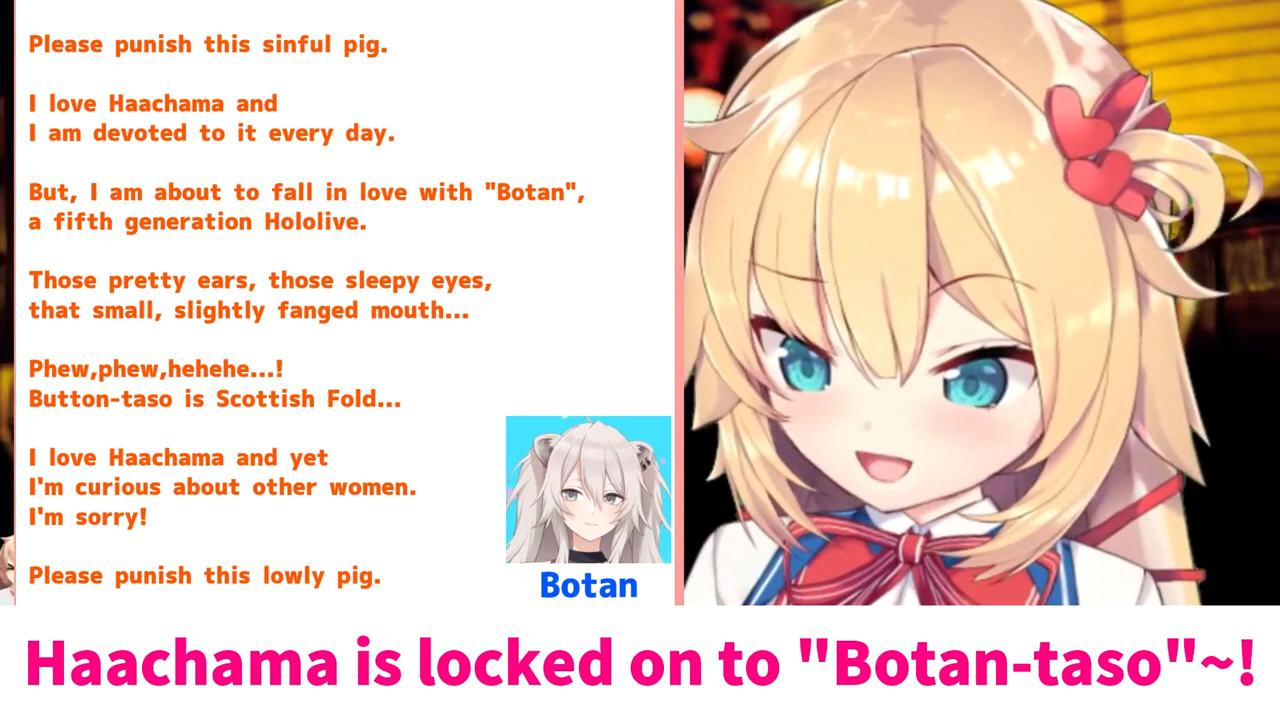 Please punish this sinful pig.
I love Haachama and
I am devoted to it every day.
But, I am about to fall in love with "Botan",
a fifth generation Hololive.
Those pretty ears, those sleepy eyes,
that small, slightly fanged mouth...
Phew,phew,hehehe...!
Button-taso is Scottish Fold...
I love Haachama and yet
I'm curious about other women.
I'm sorry!
Please punish this lowly pig.
Botan
Haachama is locked on to "Botan-taso"~!